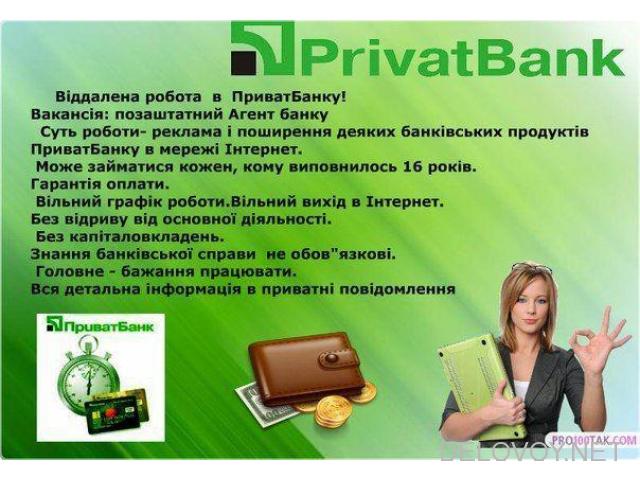 PrivatBank
Віддалена робота в ПриватБанку!
Вакансія: позаштатний Агент банку
Суть роботи- реклама і поширення деяких банківських продуктів
ПриватБанку в мережі Інтернет.
Може займатися кожен, кому виповнилось 16 років.
Гарантія оплати.
Вільний графік роботи.Вільний вихід в Інтернет.
Без відриву від основної діяльності.
Без капіталовкладень.
Знання банківської справи не обов"язкові.
Головне - бажання працювати.
Вся детальна інформація в приватні повідомлення
ПриватБанк
PRO100TAK.COM
BELOVOY.NET